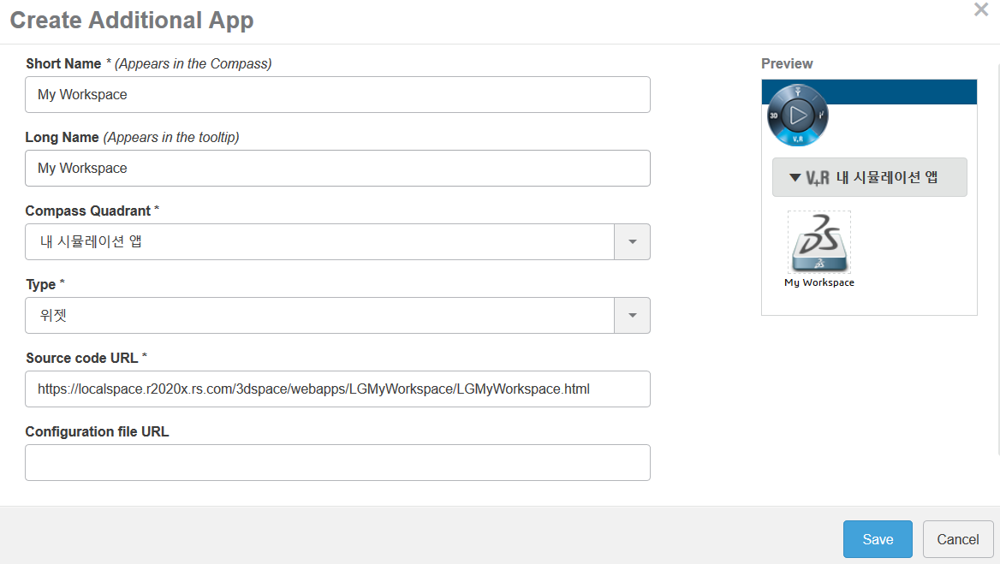 Create Additional App
Short Name * (Appears in the Compass)
My Workspace
Long Name (Appears in the tooltip)
My Workspace
Compass Quadrant *
내 시뮬레이션 앱
Type *
위젯
Source code URL *
https://localspace.r2020x.rs.com/3dspace/webapps/LGMyWorkspace/LGMyWorkspace.html
Configuration file URL
Preview
3D
V.R
V+R 내 시뮬레이션 앱
My Workspace
Save
Cancel